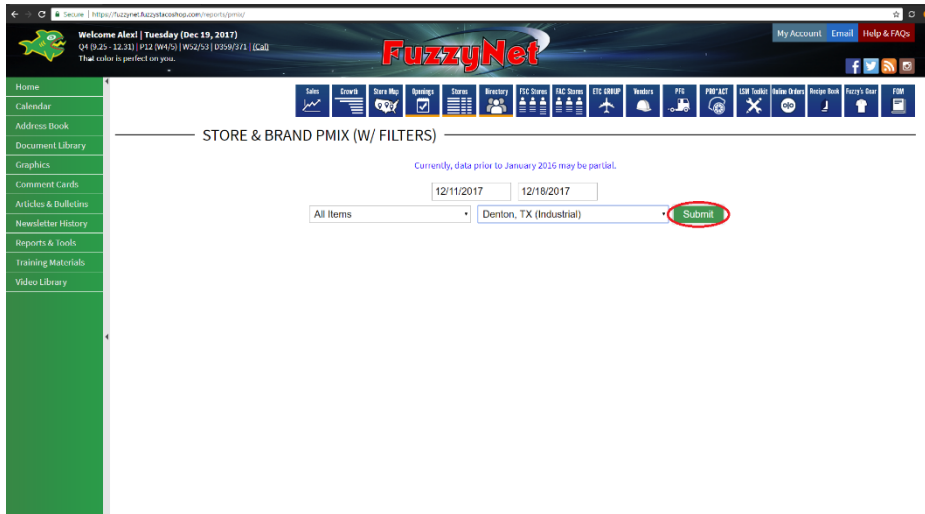 Secure | https://fuzzynet.fuzzystacoshop.com/reports/pmix/
Welcome Alex! | Tuesday (Dec 19, 2017)
Q4 (9.25 - 12.31) | P12 (W4/5) | W52/53 | D359/371 | (Cal)
That color is perfect on you.
FuzzyNet
My Account Email Help & FAQs
Home
Calendar
Address Book
Document Library
Graphics
Comment Cards
Articles & Bulletins
Newsletter History
Reports & Tools
Training Materials
Video Library
Sales Growth Store Map Openings Stores Directory FSC Stores FAC Stores ETC GROUP Vendors PFG PRO*ACT LSM Toolkit Online Orders Recipe Book Fuzzy's Gear FOM
olo
STORE & BRAND PMIX (W/ FILTERS)
Currently, data prior to January 2016 may be partial.
12/11/2017 12/18/2017
All Items Denton, TX (Industrial) Submit